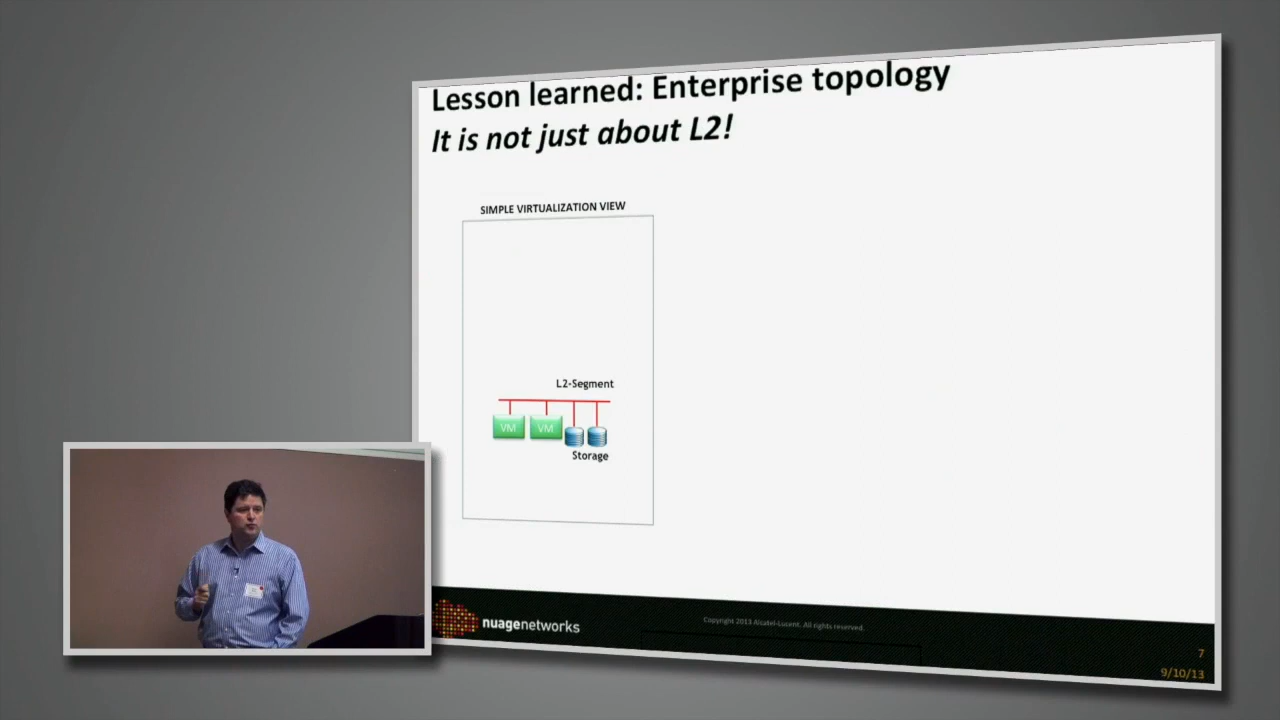 Lesson learned: Enterprise topology
It is not just about L2!
SIMPLE VIRTUALIZATION VIEW
L2-Segment
VM VM
Storage
nuagenetworks
Copyright 2013 Alcatel-Lucent. All rights reserved.
7
9/10/13